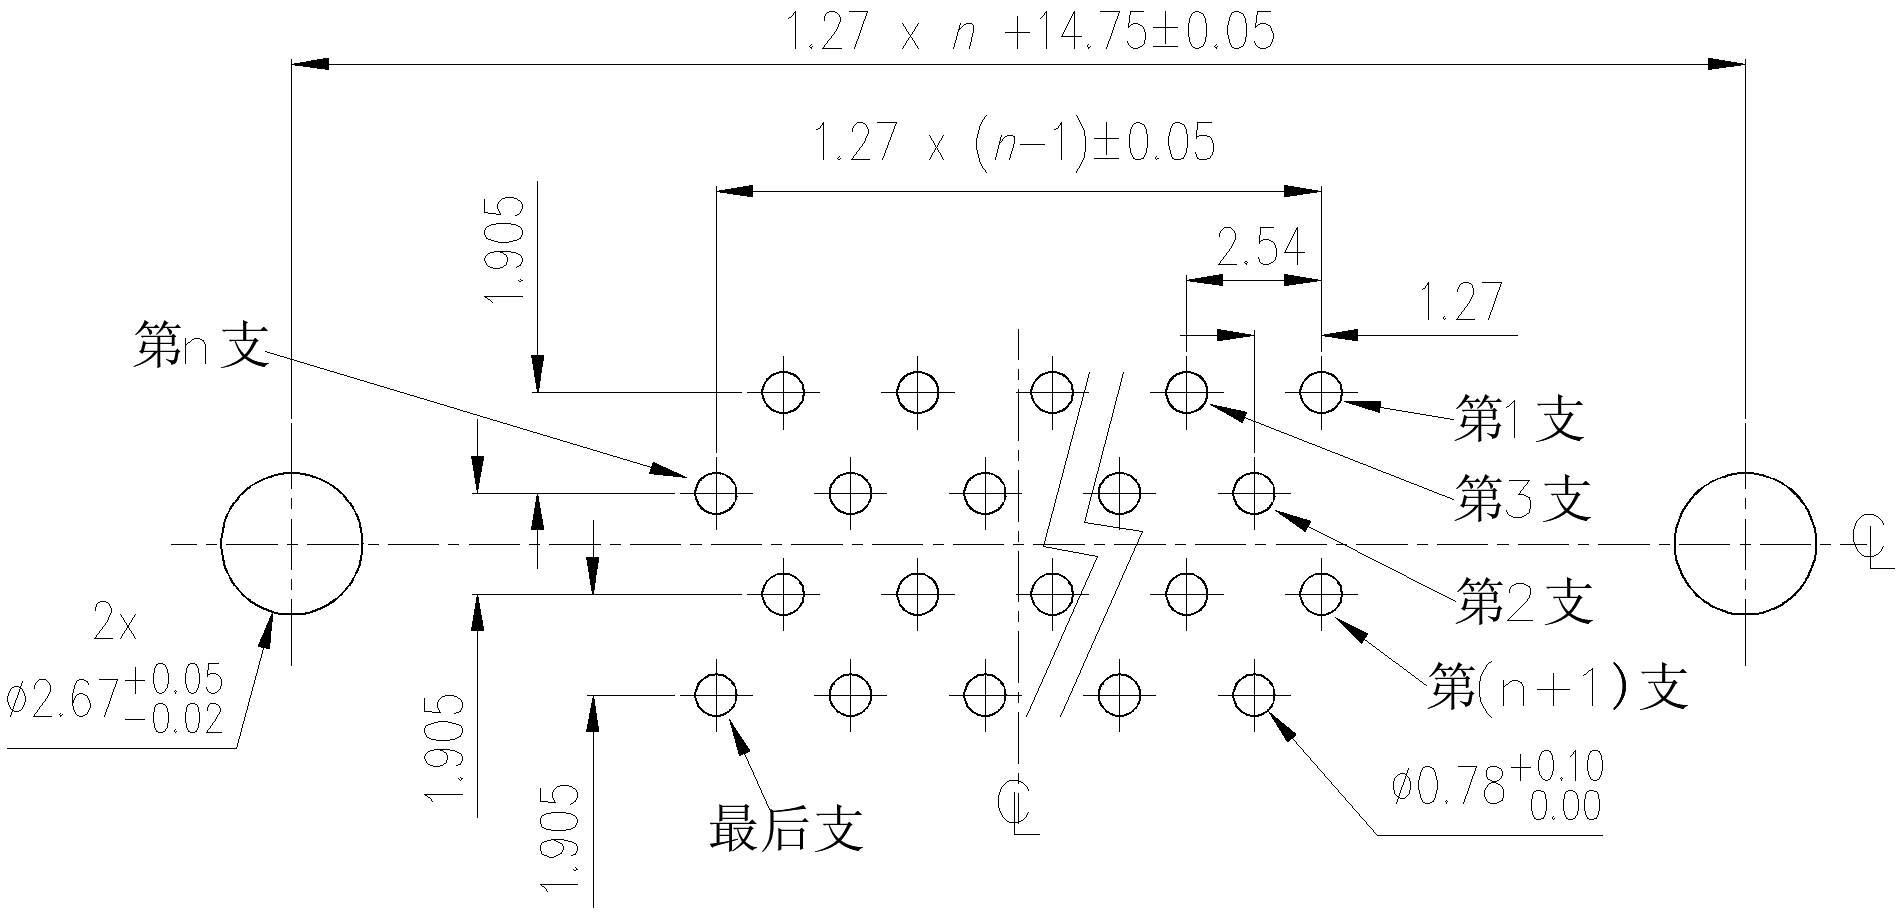 1.27 x n +14.75±0.05
1.27 x (n-1)±0.05
1.905
2.54
1.27
第n支
第1支
第3支
第2支
第(n+1)支
2x
ø2.67 +0.05
-0.02
1.905
1.905
最后支
ø0.78 +0.10
0.00
℄
℄